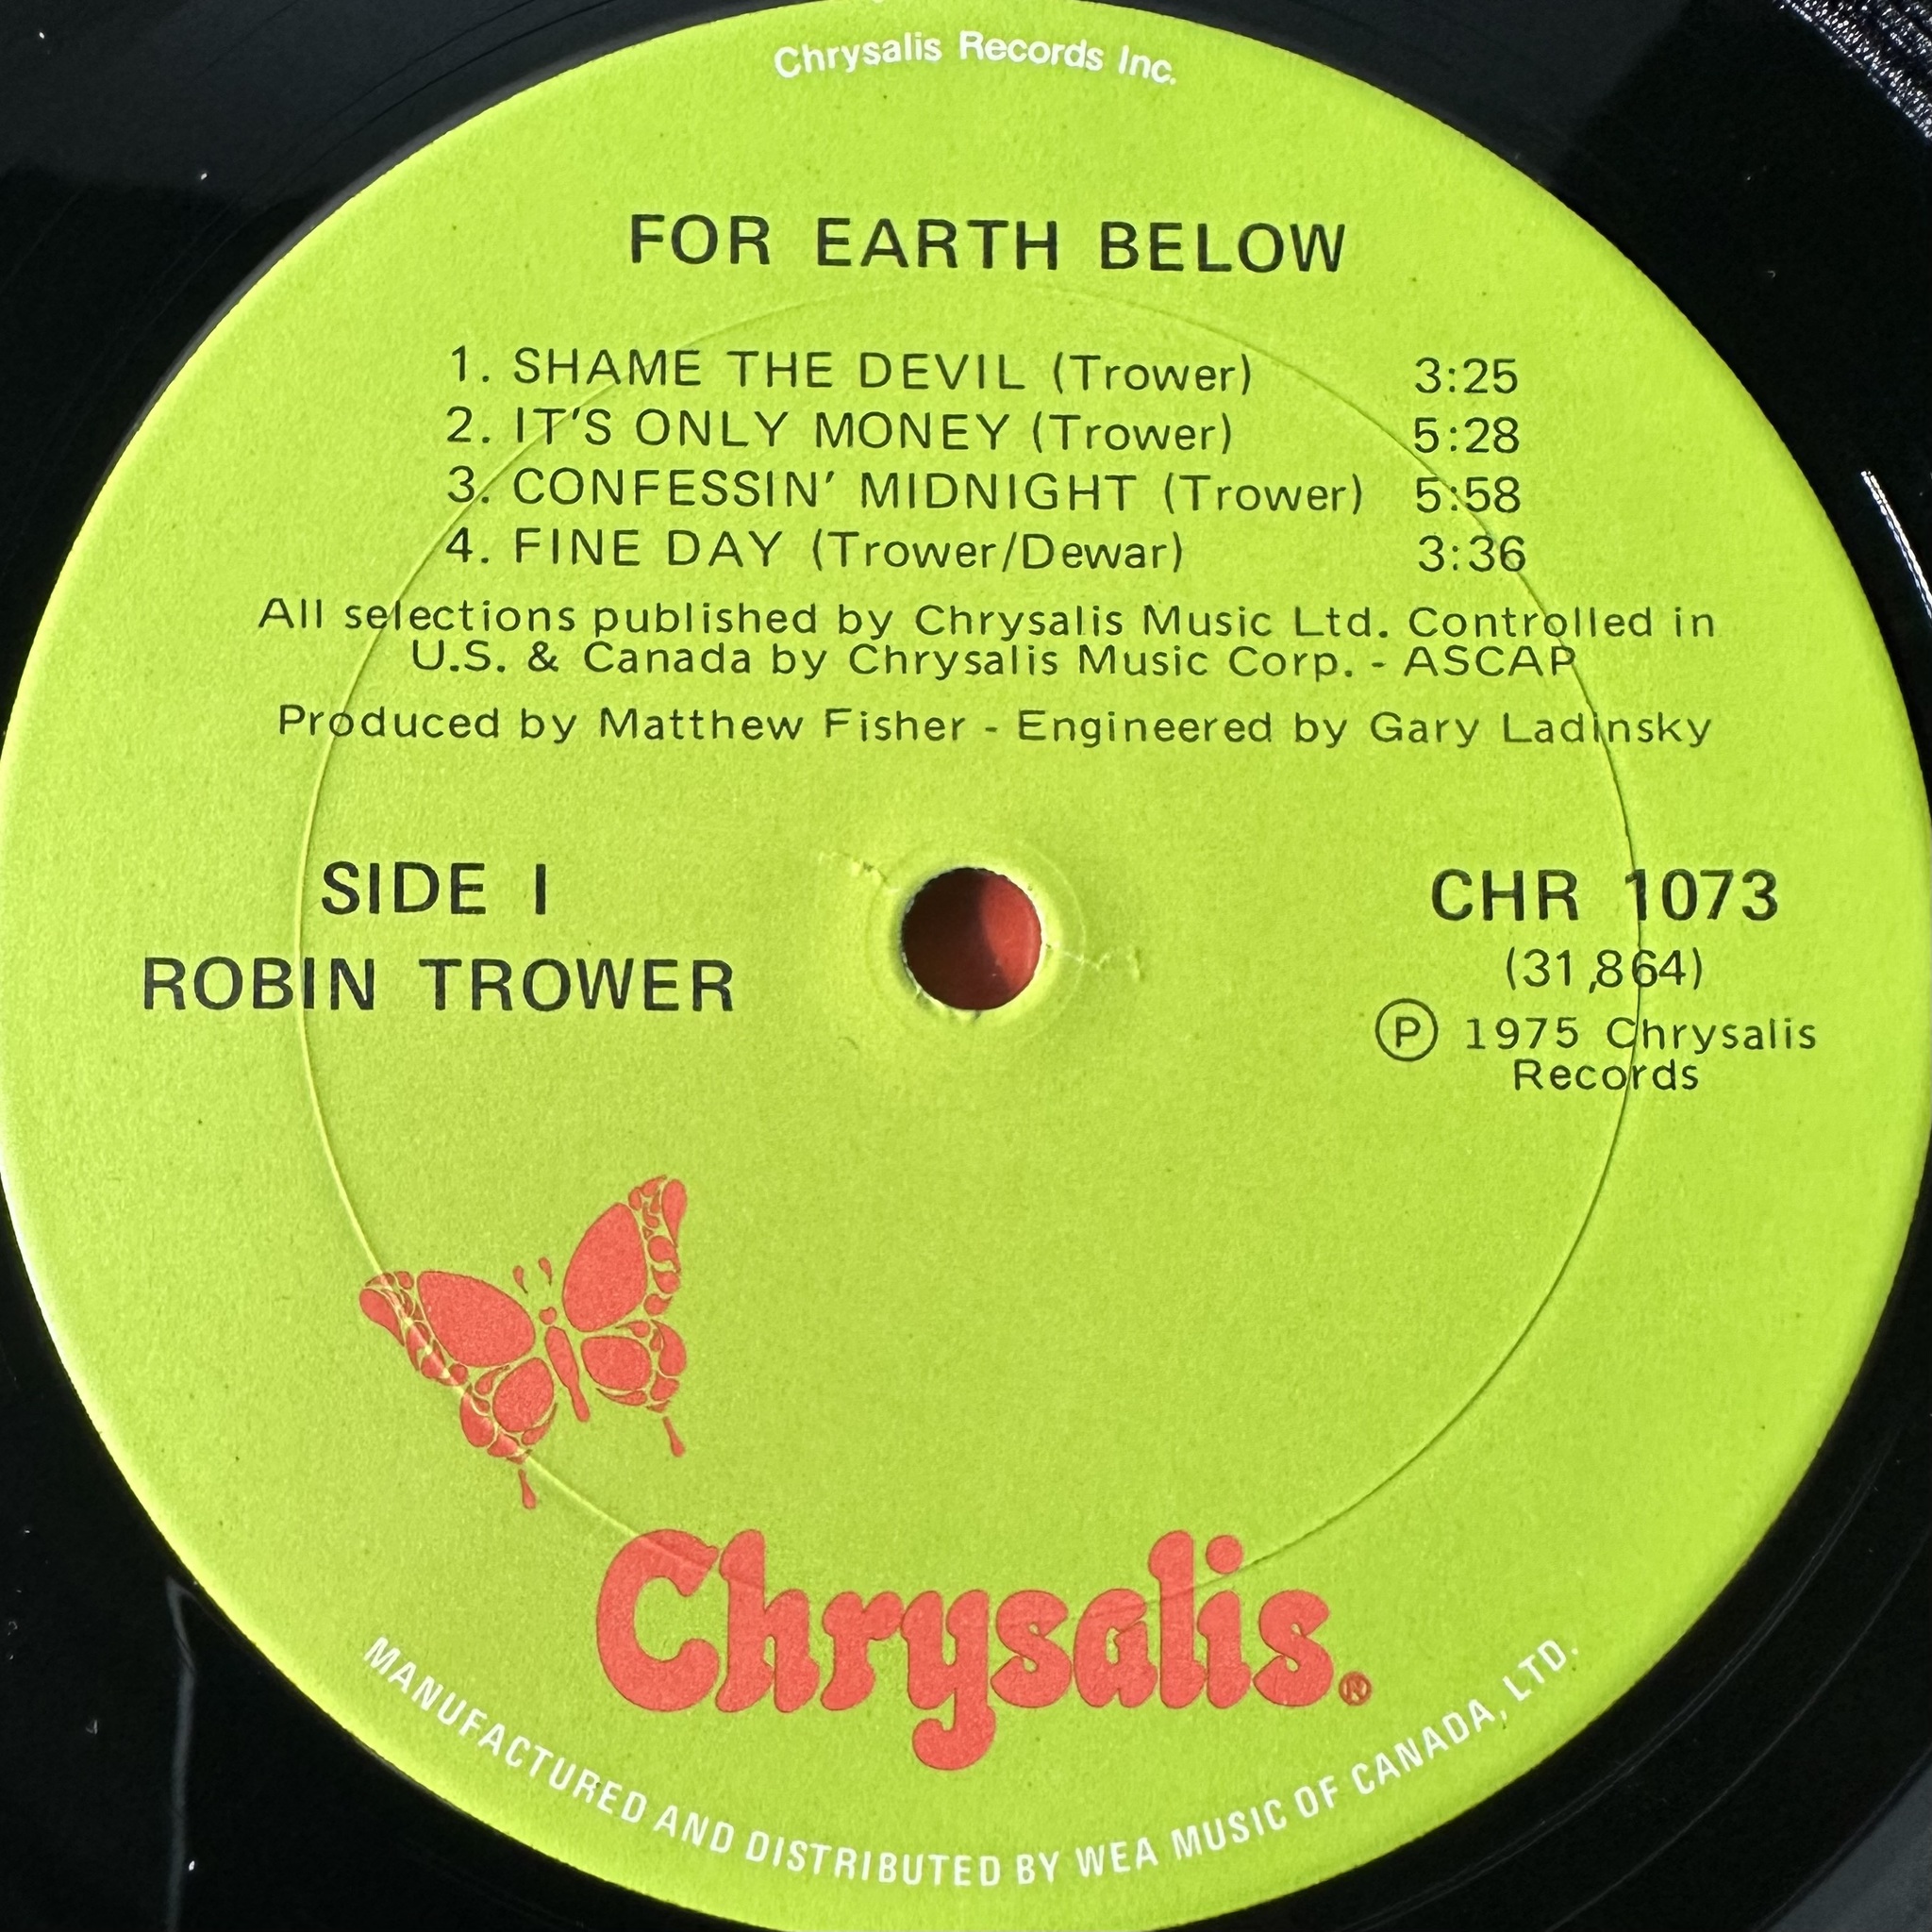 Chrysalis Records Inc.
FOR EARTH BELOW
1. SHAME THE DEVIL (Trower) 3:25
2. IT'S ONLY MONEY (Trower) 5:28
3. CONFESSIN' MIDNIGHT (Trower) 5:58
4. FINE DAY (Trower/Dewar) 3:36
All selections published by Chrysalis Music Ltd. Controlled in
U.S. & Canada by Chrysalis Music Corp. - ASCAP
Produced by Matthew Fisher - Engineered by Gary Ladinsky
SIDE I
ROBIN TROWER
CHR 1073
(31,864)
Ⓟ 1975 Chrysalis
Records
Chrysalis®
MANUFACTURED AND DISTRIBUTED BY WEA MUSIC OF CANADA, LTD.